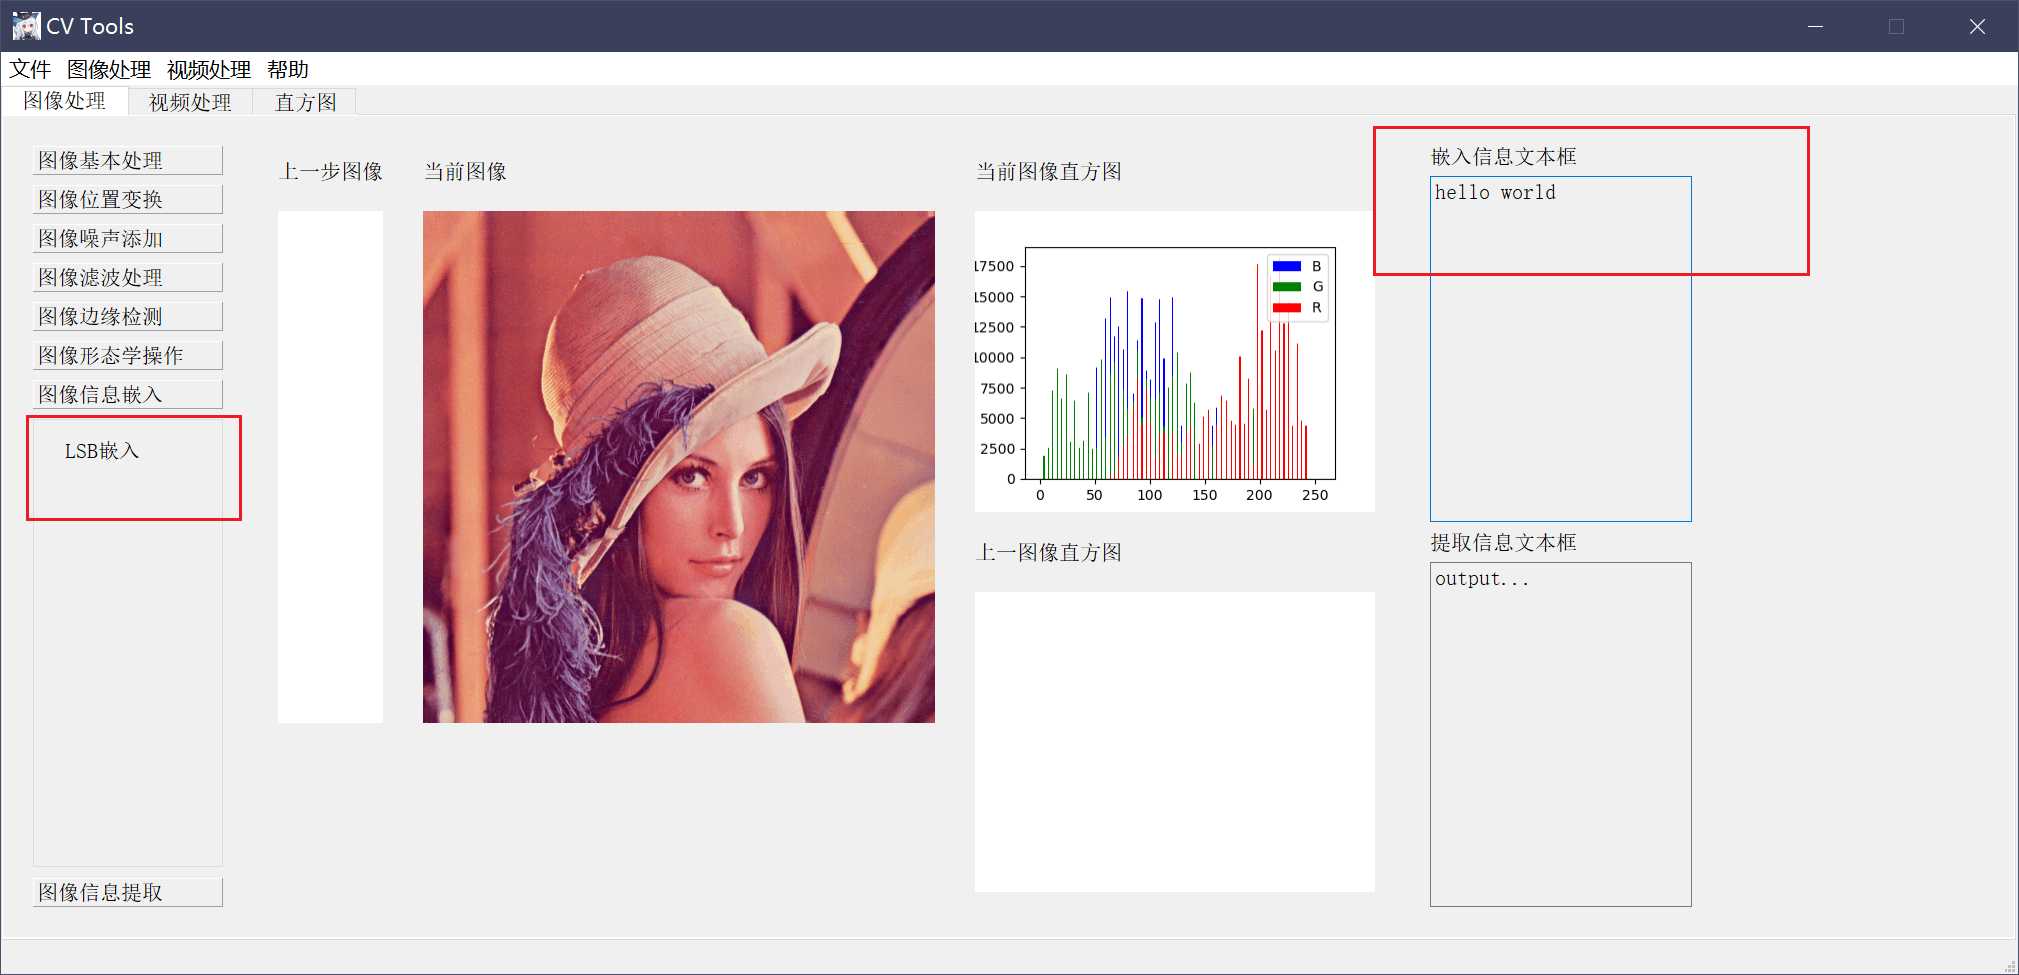 CV Tools
文件 图像处理 视频处理 帮助
图像处理 视频处理 直方图
图像基本处理
图像位置变换
图像噪声添加
图像滤波处理
图像边缘检测
图像形态学操作
图像信息嵌入
LSB嵌入
图像信息提取
上一步图像
当前图像
当前图像直方图
17500
15000
12500
10000
7500
5000
2500
0
0 50 100 150 200 250
B
G
R
上一图像直方图
嵌入信息文本框
hello world
提取信息文本框
output...